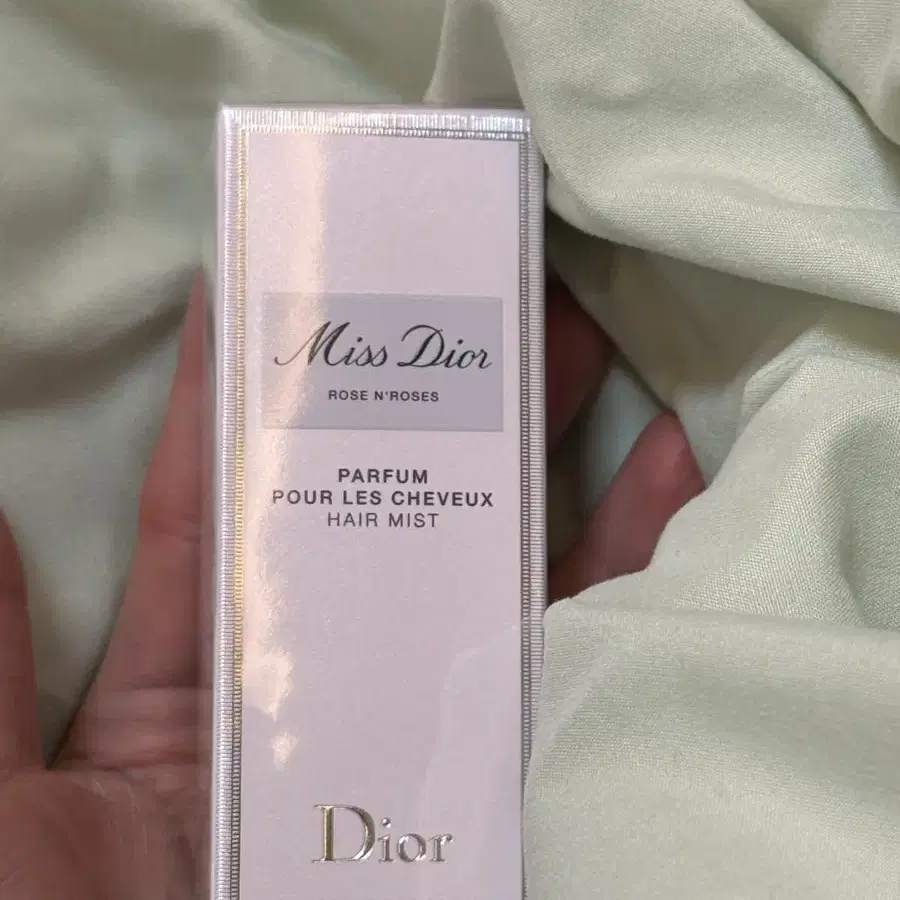 Miss Dior
ROSE N'ROSES
PARFUM
POUR LES CHEVEUX
HAIR MIST
Dior